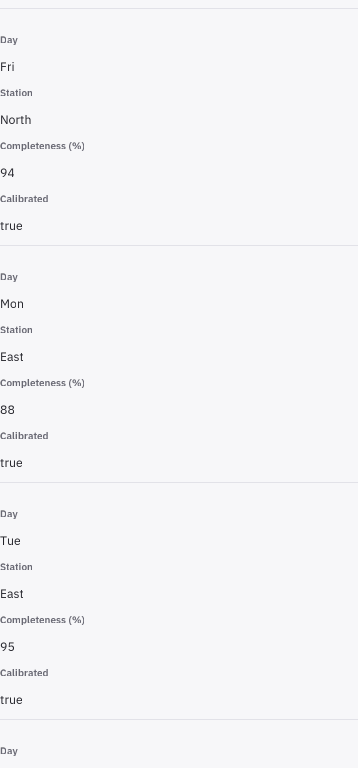 Day
Fri
Station
North
Completeness (%)
94
Calibrated
true
Day
Mon
Station
East
Completeness (%)
88
Calibrated
true
Day
Tue
Station
East
Completeness (%)
95
Calibrated
true
Day